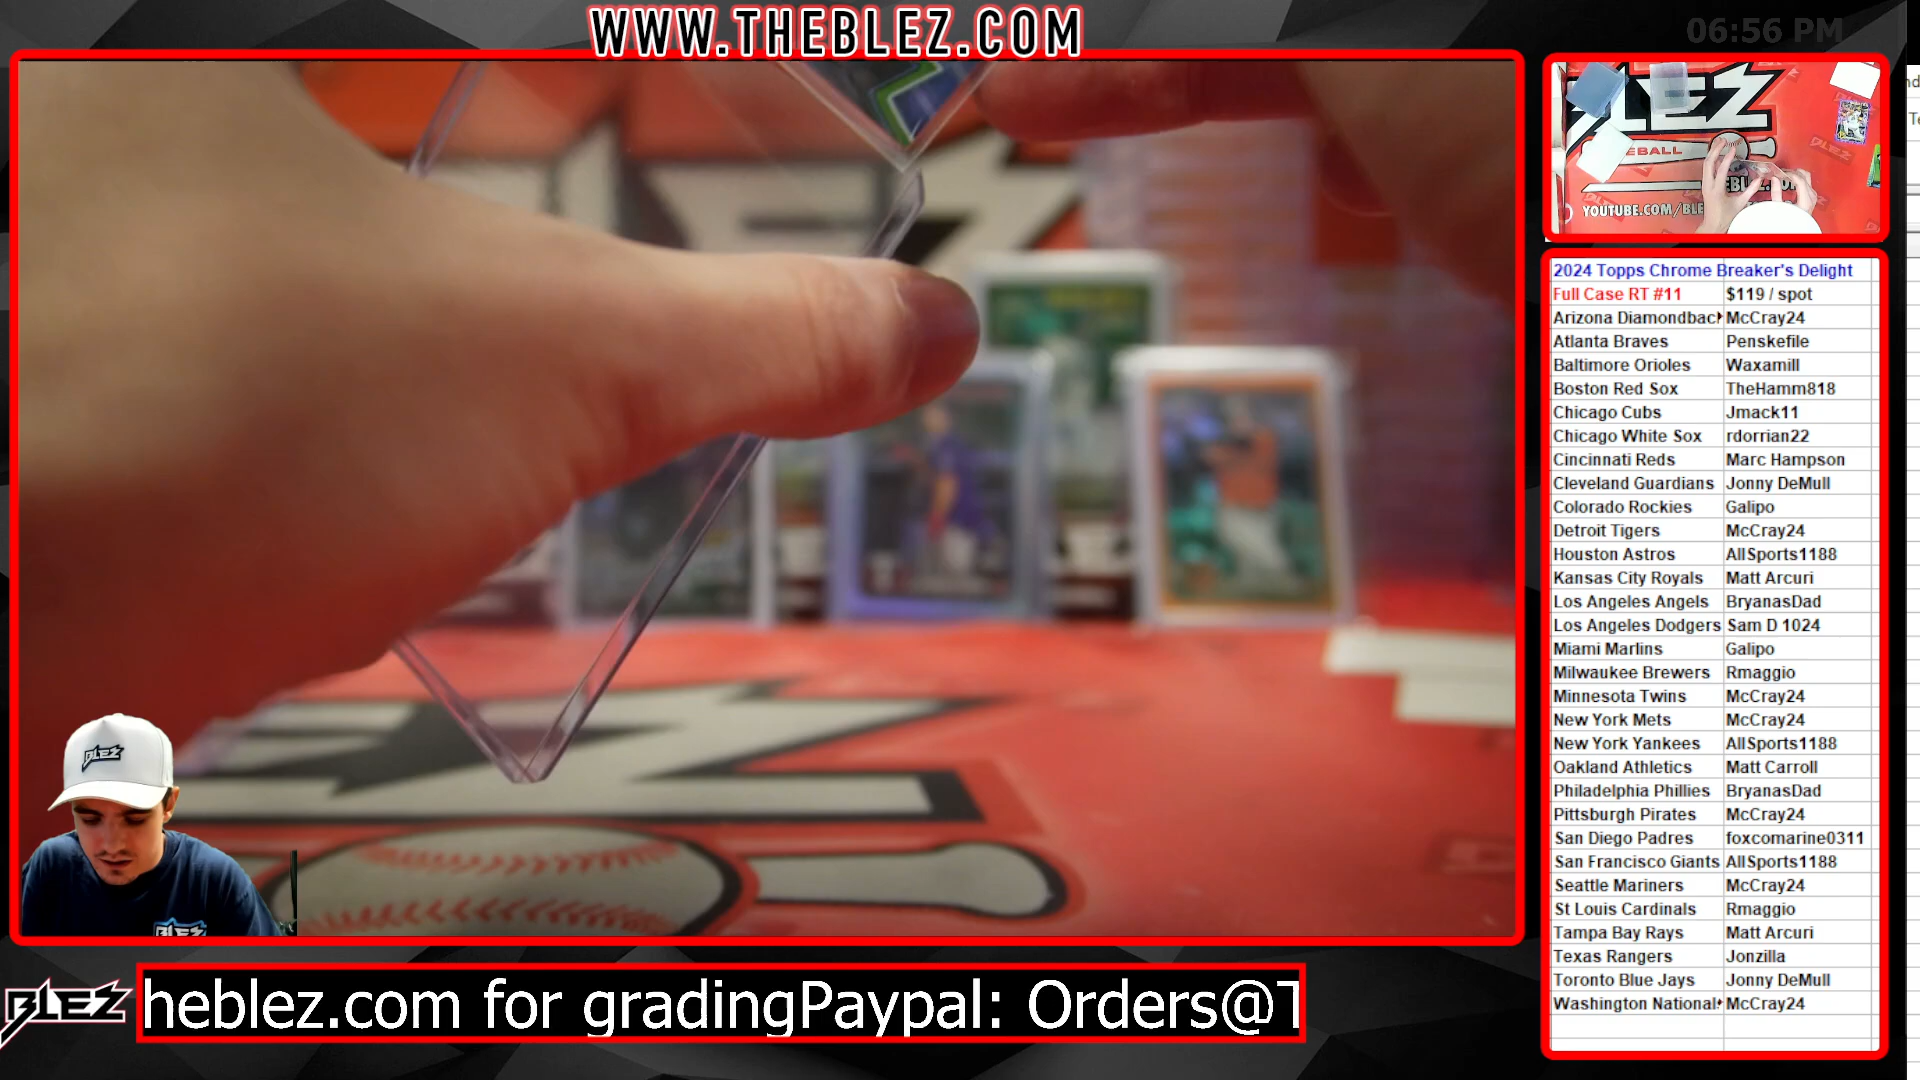 WWW.THEBLEZ.COM
06:56 PM
BLEZ
BASEBALL
YOUTUBE.COM/BLE
2024 Topps Chrome Breaker's Delight
Full Case RT #11 $119 / spot
Arizona Diamondback McCray24
Atlanta Braves Penskefile
Baltimore Orioles Waxamill
Boston Red Sox TheHamm818
Chicago Cubs Jmack11
Chicago White Sox rdorrian22
Cincinnati Reds Marc Hampson
Cleveland Guardians Jonny DeMull
Colorado Rockies Galipo
Detroit Tigers McCray24
Houston Astros AllSports1188
Kansas City Royals Matt Arcuri
Los Angeles Angels BryanasDad
Los Angeles Dodgers Sam D 1024
Miami Marlins Galipo
Milwaukee Brewers Rmaggio
Minnesota Twins McCray24
New York Mets McCray24
New York Yankees AllSports1188
Oakland Athletics Matt Carroll
Philadelphia Phillies BryanasDad
Pittsburgh Pirates McCray24
San Diego Padres foxcomarine0311
San Francisco Giants AllSports1188
Seattle Mariners McCray24
St Louis Cardinals Rmaggio
Tampa Bay Rays Matt Arcuri
Texas Rangers Jonzilla
Toronto Blue Jays Jonny DeMull
Washington National McCray24
BLEZ
BLEZ
BLEZ
heblez.com for gradingPaypal: Orders@T